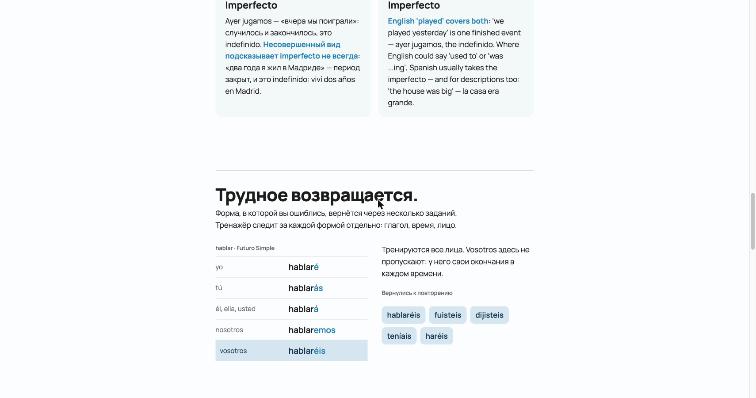 Imperfecto
Ayer jugamos — «вчера мы поиграли»:
случилось и закончилось, это
indefinido. Несовершенный вид
подсказывает imperfecto не всегда:
«два года я жил в Мадриде» — период
закрыт, и это indefinido: viví dos años
en Madrid.
Imperfecto
English 'played' covers both: 'we
played yesterday' is one finished event
— ayer jugamos, the indefinido. Where
English could say 'used to' or 'was
...ing', Spanish usually takes the
imperfecto — and for descriptions too:
'the house was big' — la casa era
grande.
Трудное возвращается.
Форма, в которой вы ошиблись, вернётся через несколько заданий.
Тренажёр следит за каждой формой отдельно: глагол, время, лицо.
hablar · Futuro Simple
yo hablaré
tú hablarás
él, ella, usted hablará
nosotros hablaremos
vosotros hablaréis
Тренируются все лица. Vosotros здесь не
пропускают: у него свои окончания в
каждом времени.
Вернулись к повторению
hablaréis fuisteis dijisteis
teníais haréis